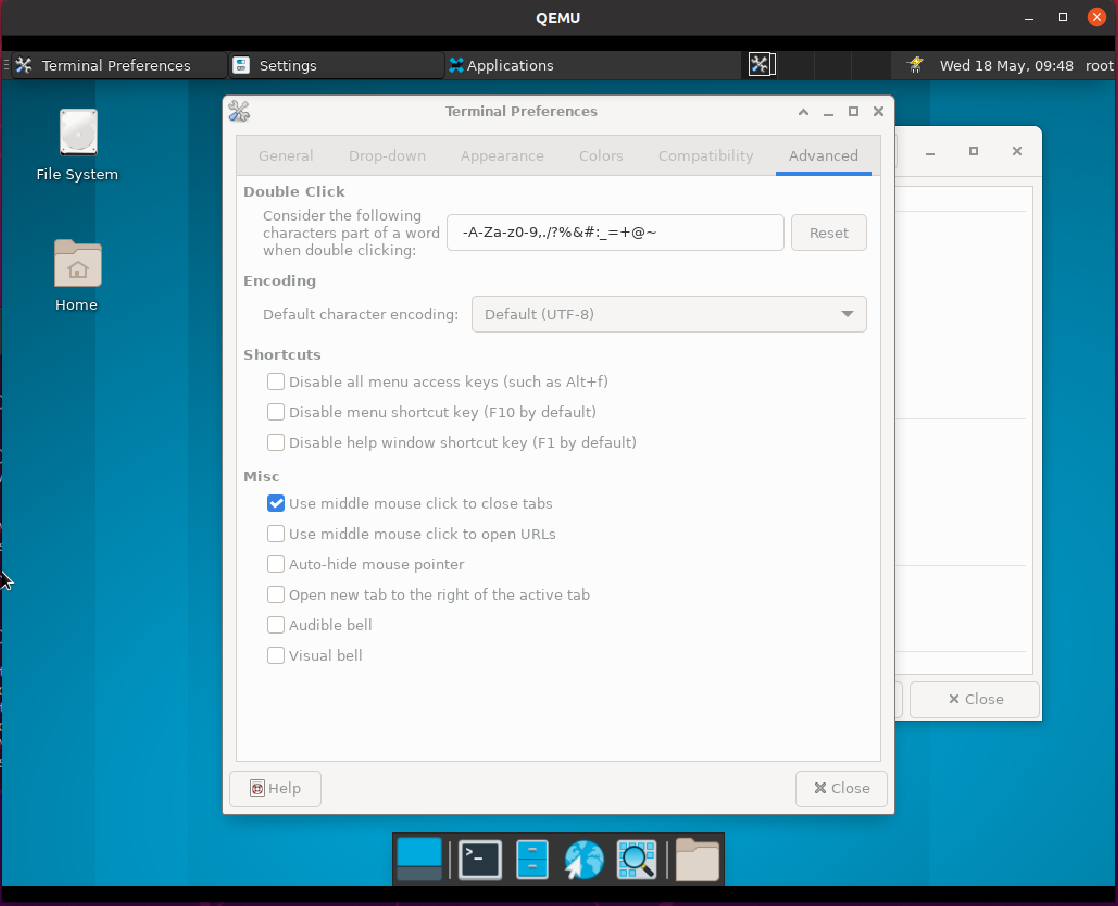 QEMU
Terminal Preferences
Settings
Applications
Wed 18 May, 09:48
root
File System
Home
Terminal Preferences
General
Drop-down
Appearance
Colors
Compatibility
Advanced
Double Click
Consider the following
characters part of a word
when double clicking:
-A-Za-z0-9,./?%&#:_=+@~
Reset
Encoding
Default character encoding:
Default (UTF-8)
Shortcuts
Disable all menu access keys (such as Alt+f)
Disable menu shortcut key (F10 by default)
Disable help window shortcut key (F1 by default)
Misc
Use middle mouse click to close tabs
Use middle mouse click to open URLs
Auto-hide mouse pointer
Open new tab to the right of the active tab
Audible bell
Visual bell
Help
Close
Close